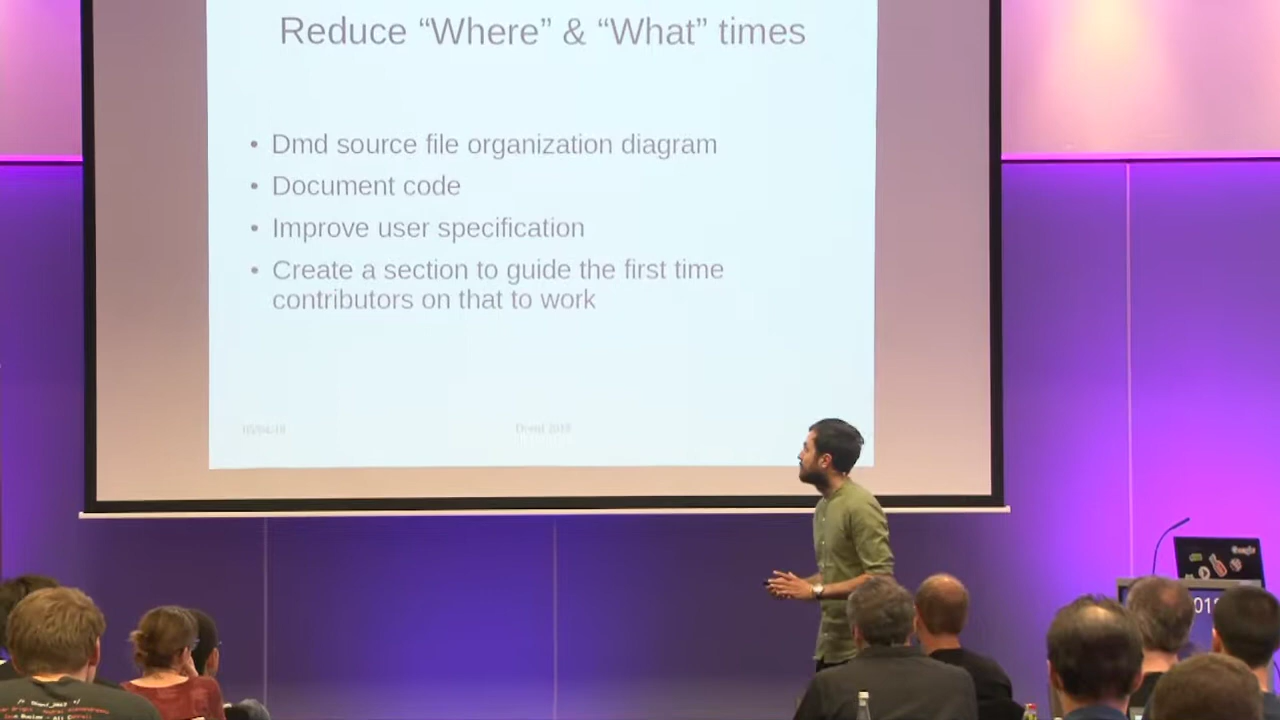 Reduce “Where” & “What” times
• Dmd source file organization diagram
• Document code
• Improve user specification
• Create a section to guide the first time
contributors on that to work
Google